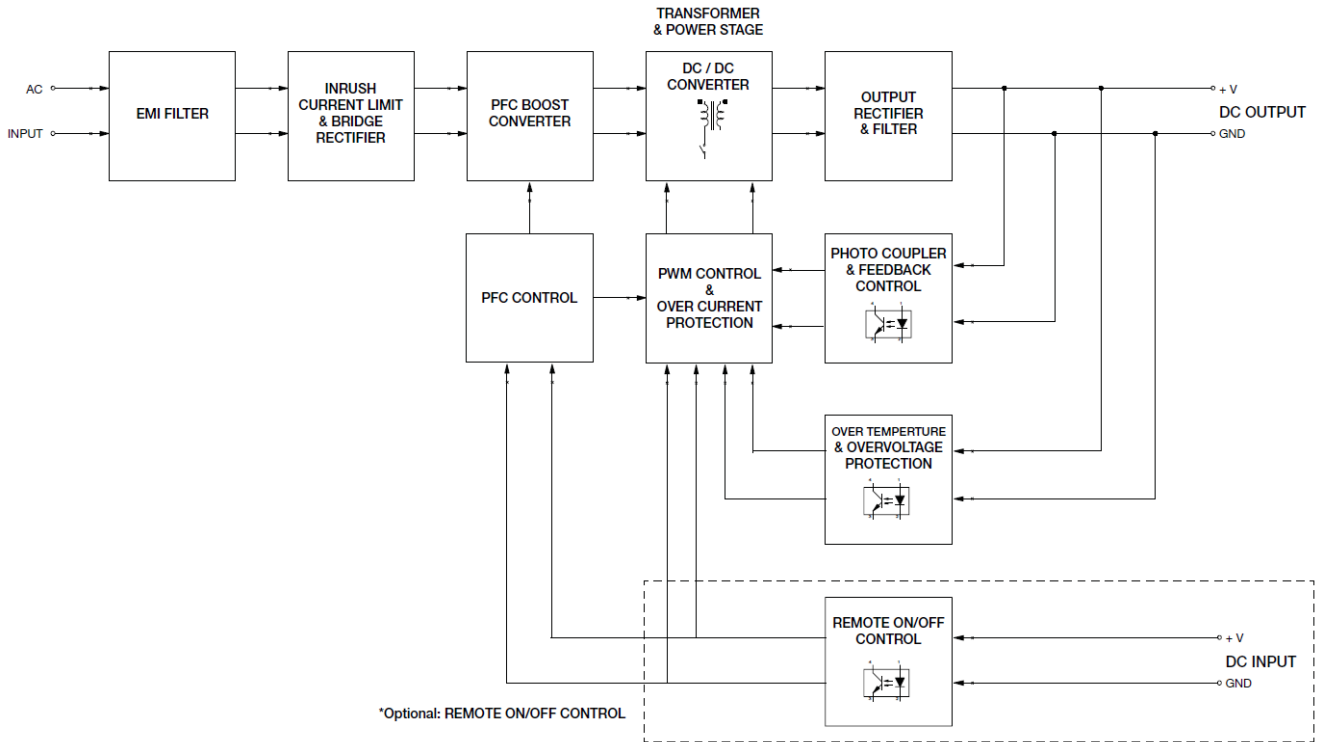 TRANSFORMER
& POWER STAGE
AC
INPUT
EMI FILTER
INRUSH
CURRENT LIMIT
& BRIDGE
RECTIFIER
PFC BOOST
CONVERTER
DC / DC
CONVERTER
OUTPUT
RECTIFIER
& FILTER
+ V
DC OUTPUT
GND
PFC CONTROL
PWM CONTROL
&
OVER CURRENT
PROTECTION
PHOTO COUPLER
& FEEDBACK
CONTROL
OVER TEMPERTURE
& OVERVOLTAGE
PROTECTION
REMOTE ON/OFF
CONTROL
+ V
DC INPUT
GND
*Optional: REMOTE ON/OFF CONTROL